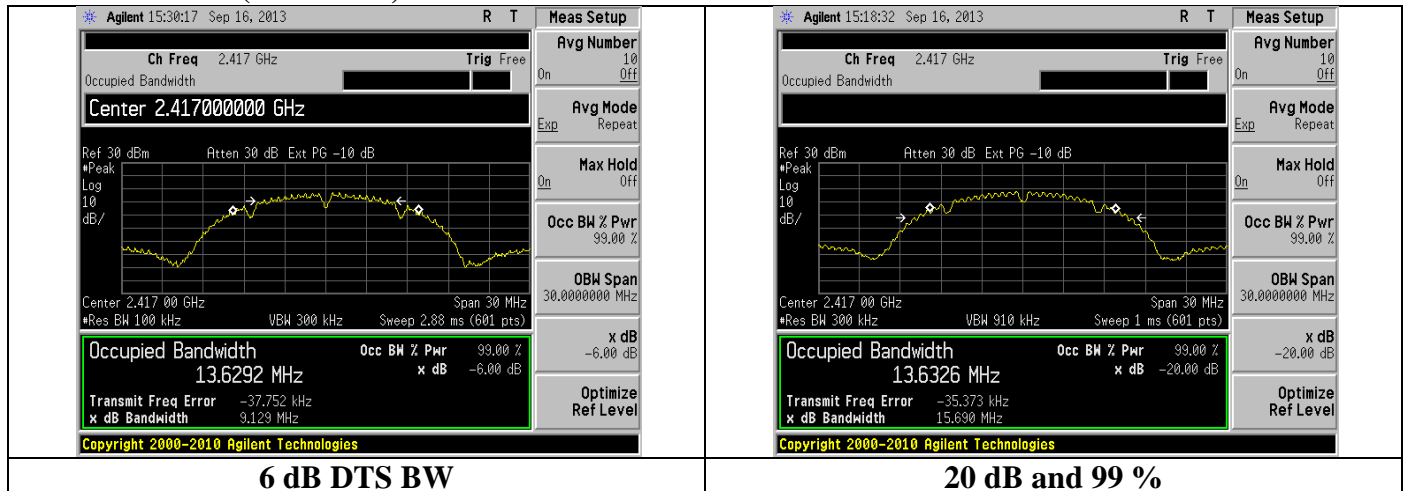 Agilent 15:30:17 Sep 16, 2013 R T
Meas Setup
Ch Freq 2.417 GHz Trig Free
Occupied Bandwidth
Center 2.417000000 GHz
Ref 30 dBm Atten 30 dB Ext PG -10 dB
#Peak
Log
10
dB/
Center 2.417 00 GHz Span 30 MHz
#Res BW 100 kHz VBW 300 kHz Sweep 2.88 ms (601 pts)
Occupied Bandwidth Occ BW % Pwr 99.00 %
13.6292 MHz x dB -6.00 dB
Transmit Freq Error -37.752 kHz
x dB Bandwidth 9.129 MHz
Avg Number
10
On Off
Avg Mode
Exp Repeat
Max Hold
On Off
Occ BW % Pwr
99.00 %
OBW Span
30.0000000 MHz
x dB
-6.00 dB
Optimize
Ref Level
Copyright 2000-2010 Agilent Technologies
6 dB DTS BW
Agilent 15:18:32 Sep 16, 2013 R T
Meas Setup
Ch Freq 2.417 GHz Trig Free
Occupied Bandwidth
Ref 30 dBm Atten 30 dB Ext PG -10 dB
#Peak
Log
10
dB/
Center 2.417 00 GHz Span 30 MHz
#Res BW 300 kHz VBW 910 kHz Sweep 1 ms (601 pts)
Occupied Bandwidth Occ BW % Pwr 99.00 %
13.6326 MHz x dB -20.00 dB
Transmit Freq Error -35.373 kHz
x dB Bandwidth 15.690 MHz
Avg Number
10
On Off
Avg Mode
Exp Repeat
Max Hold
On Off
Occ BW % Pwr
99.00 %
OBW Span
30.0000000 MHz
x dB
-20.00 dB
Optimize
Ref Level
Copyright 2000-2010 Agilent Technologies
20 dB and 99 %